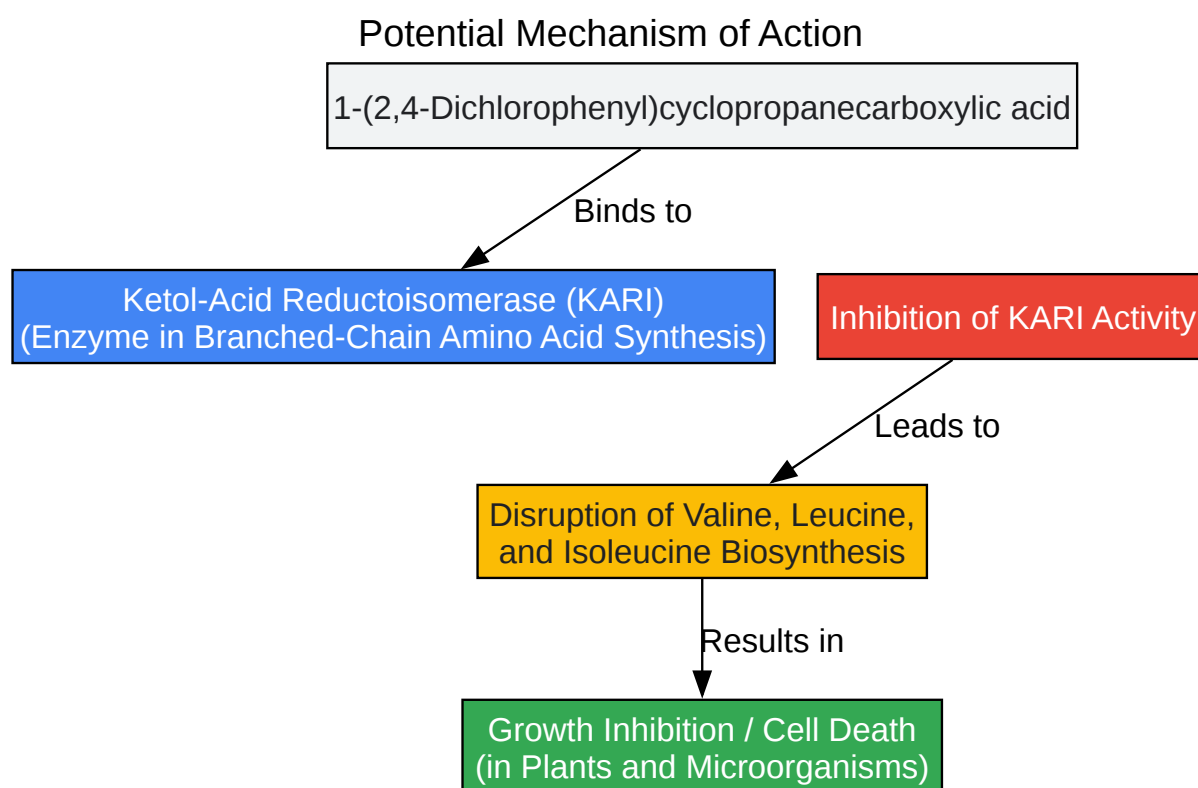 Potential Mechanism of Action
1-(2,4-Dichlorophenyl)cyclopropanecarboxylic acid
Binds to
Ketol-Acid Reductoisomerase (KARI)
(Enzyme in Branched-Chain Amino Acid Synthesis)
Inhibition of KARI Activity
Leads to
Disruption of Valine, Leucine,
and Isoleucine Biosynthesis
Results in
Growth Inhibition / Cell Death
(in Plants and Microorganisms)